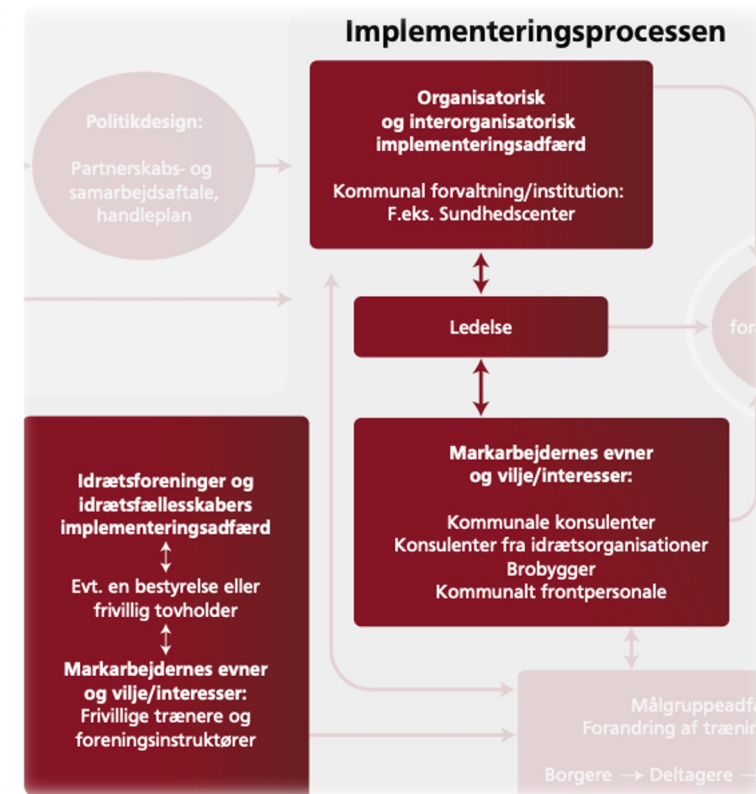 Implementeringsprocessen
Politikdesign:
Partnerskabs- og
samarbejdsaftale,
handleplan
Organisatorisk
og interorganisatorisk
implementeringsadfærd
Kommunal forvaltning/institution:
F.eks. Sundhedscenter
Ledelse
Markarbejdernes evner
og vilje/interesser:
Kommunale konsulenter
Konsulenter fra idrætsorganisationer
Brobygger
Kommunalt frontpersonale
Idrætsforeninger og
idrætsfællesskabers
implementeringsadfærd
Evt. en bestyrelse eller
frivillig tovholder
Markarbejdernes evner
og vilje/interesser:
Frivillige trænere og
foreningsinstruktører
Forandring af
Borgere → Deltagere →